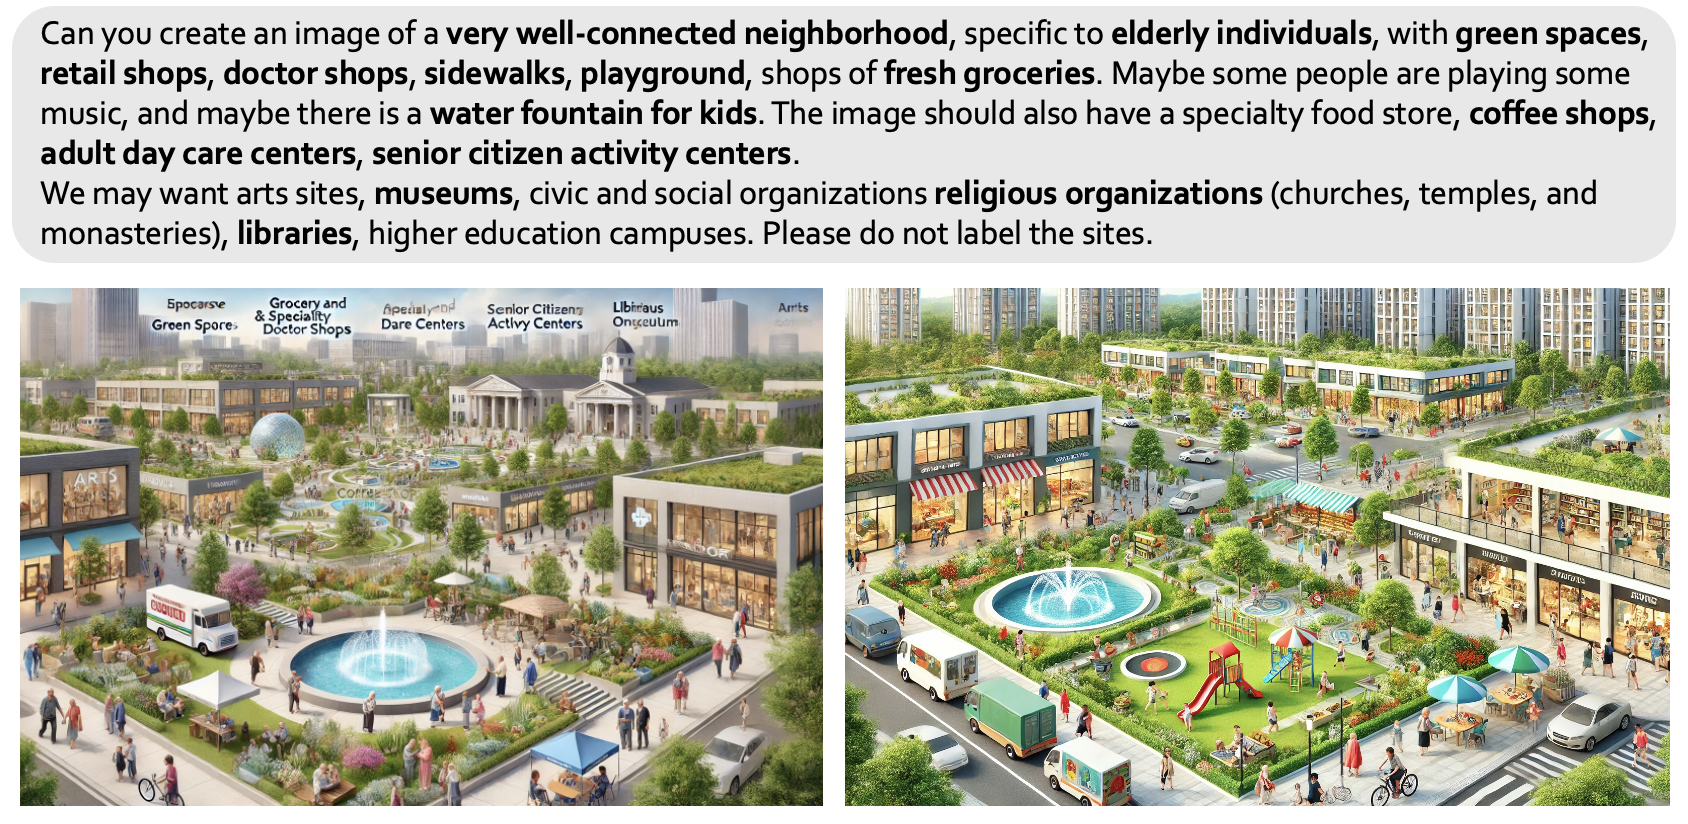 Can you create an image of a very well-connected neighborhood, specific to elderly individuals, with green spaces,
retail shops, doctor shops, sidewalks, playground, shops of fresh groceries. Maybe some people are playing some
music, and maybe there is a water fountain for kids. The image should also have a specialty food store, coffee shops,
adult day care centers, senior citizen activity centers.
We may want arts sites, museums, civic and social organizations religious organizations (churches, temples, and
monasteries), libraries, higher education campuses. Please do not label the sites.
Grocery and
& Speciality
Doctor Shops
Green Spores
Dare Centers
Senior Citizens
Activy Centers
Arts
ARTS